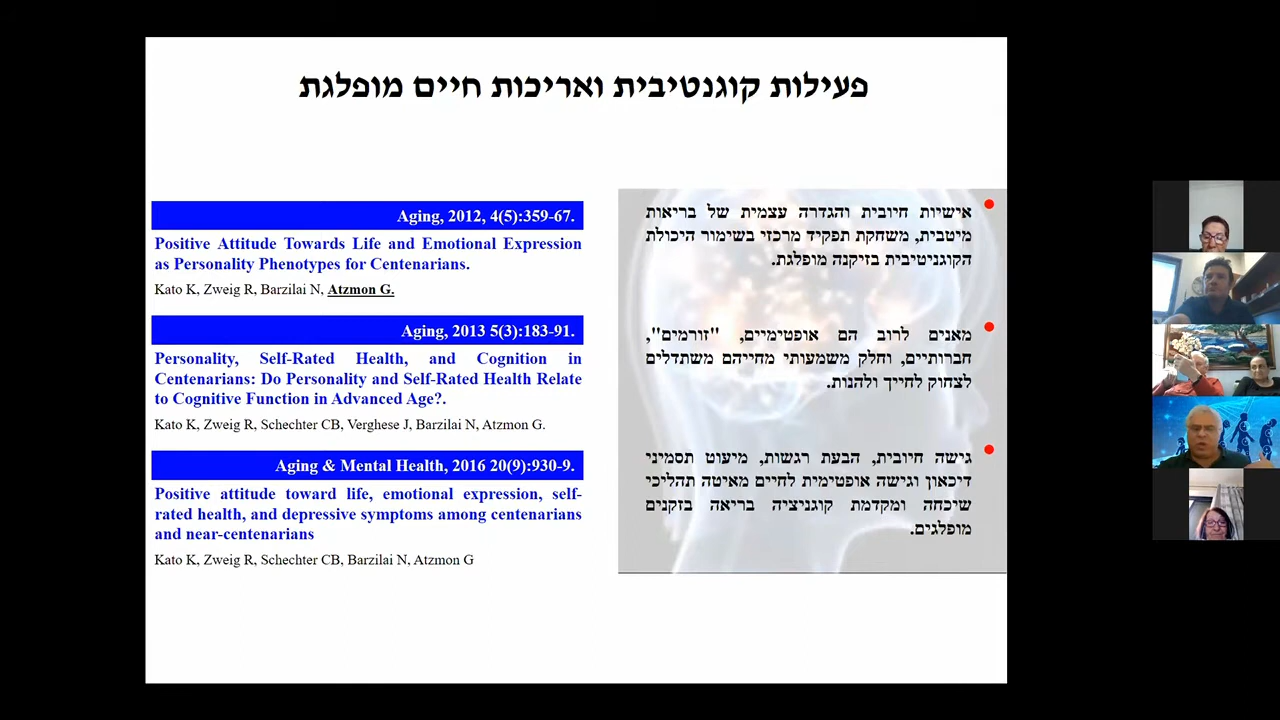 פעילות קוגנטיבית ואריכות חיים מופלגת
Aging, 2012, 4(5):359-67.
Positive Attitude Towards Life and Emotional Expression
as Personality Phenotypes for Centenarians.
Kato K, Zweig R, Barzilai N, Atzmon G.
Aging, 2013 5(3):183-91.
Personality, Self-Rated Health, and Cognition in
Centenarians: Do Personality and Self-Rated Health Relate
to Cognitive Function in Advanced Age?.
Kato K, Zweig R, Schechter CB, Verghese J, Barzilai N, Atzmon G.
Aging & Mental Health, 2016 20(9):930-9.
Positive attitude toward life, emotional expression, self-
rated health, and depressive symptoms among centenarians
and near-centenarians
Kato K, Zweig R, Schechter CB, Barzilai N, Atzmon G
אישיות חיובית והגדרה עצמית של בריאות
מיטבית, משחקת תפקיד מרכזי בשימור היכולת
הקוגניטיבית בזיקנה מופלגת.
מאנים לרוב הם אופטימיים, "זורמים",
חברותיים, וחלק משמעותי מחייהם משתדלים
לצחוק לחייך ולהנות.
גישה חיובית, הבעת רגשות, מיעוט תסמיני
דיכאון וגישה אופטימית לחיים מאיטה תהליכי
שיכחה ומקדמת קוגניציה בריאה בזקנים
מופלגים.